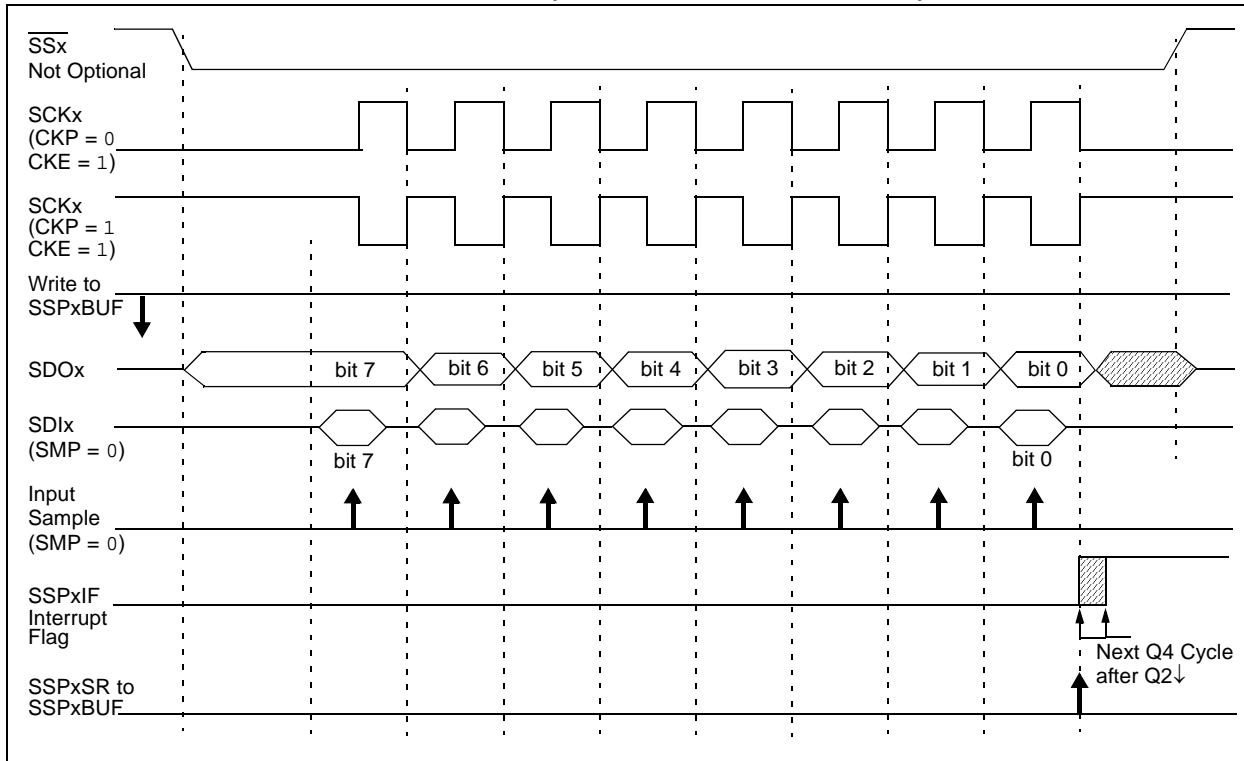 SSx
Not Optional
SCKx
(CKP = 0
CKE = 1)
SCKx
(CKP = 1
CKE = 1)
Write to
SSPxBUF
SDOx
bit 7
bit 6
bit 5
bit 4
bit 3
bit 2
bit 1
bit 0
SDIx
(SMP = 0)
bit 7
bit 0
Input
Sample
(SMP = 0)
SSPxIF
Interrupt
Flag
Next Q4 Cycle
after Q2↓
SSPxSR to
SSPxBUF